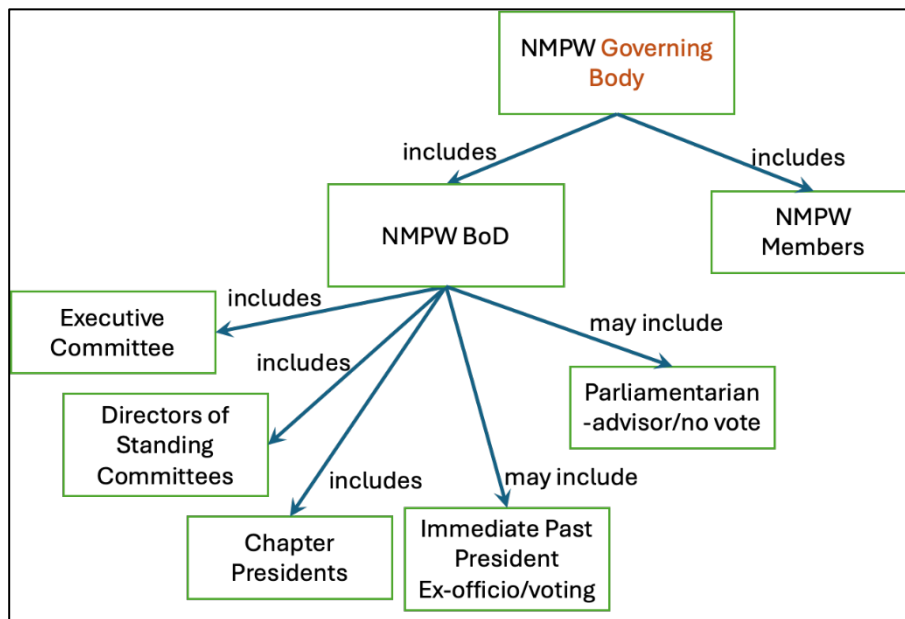 NMPW Governing
Body
includes
includes
NMPW BoD
NMPW
Members
includes
Executive
Committee
may include
includes
Parliamentarian
-advisor/no vote
Directors of
Standing
Committees
includes
may include
Chapter
Presidents
Immediate Past
President
Ex-officio/voting